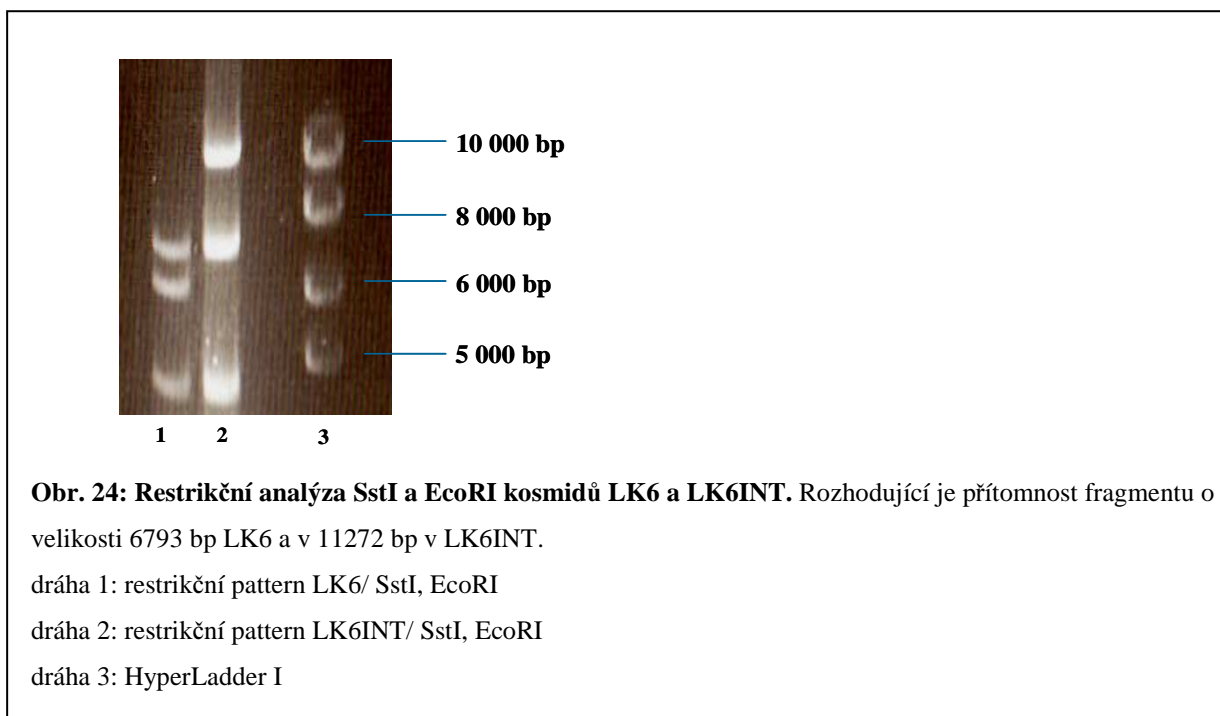 10 000 bp
8 000 bp
6 000 bp
5 000 bp
1 2 3
Obr. 24: Restrikční analýza SstI a EcoRI kosmidů LK6 a LK6INT. Rozhodující je přítomnost fragmentu o
velikosti 6793 bp LK6 a v 11272 bp v LK6INT.
dráha 1: restrikční pattern LK6/ SstI, EcoRI
dráha 2: restrikční pattern LK6INT/ SstI, EcoRI
dráha 3: HyperLadder I